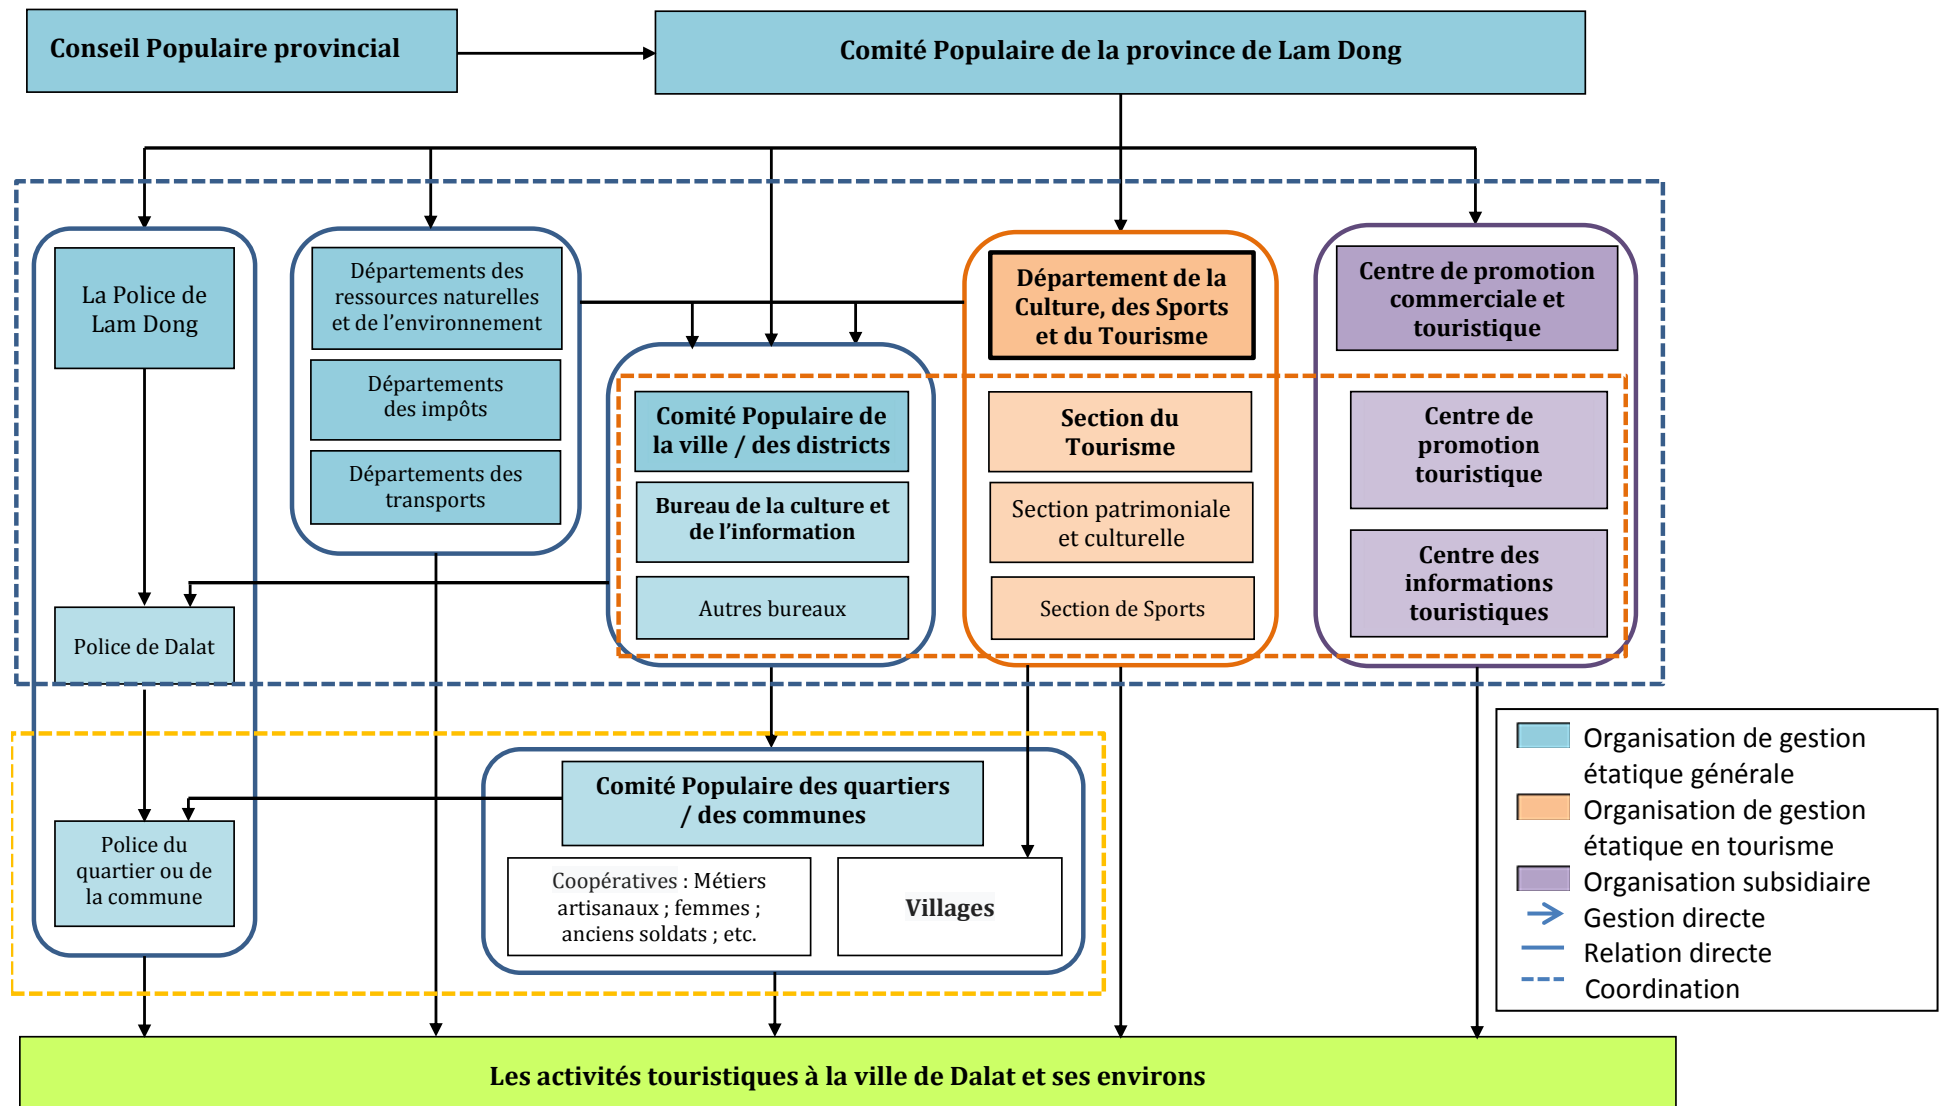 Conseil Populaire provincial
Comité Populaire de la province de Lam Dong
La Police de
Lam Dong
Départements des
ressources naturelles
et de l’environnement
Département de la
Culture, des Sports
et du Tourisme
Centre de promotion
commerciale et
touristique
Départements
des impôts
Comité Populaire de
la ville / des districts
Section du
Tourisme
Centre de
promotion
touristique
Départements des
transports
Bureau de la culture et
de l’information
Section patrimoniale
et culturelle
Centre des
informations
touristiques
Autres bureaux
Section de Sports
Police de Dalat
Comité Populaire des quartiers
/ des communes
Police du
quartier ou de
la commune
Coopératives : Métiers
artisanaux ; femmes ;
anciens soldats ; etc.
Villages
Organisation de gestion
étatique générale
Organisation de gestion
étatique en tourisme
Organisation subsidiaire
Gestion directe
Relation directe
Coordination
Les activités touristiques à la ville de Dalat et ses environs